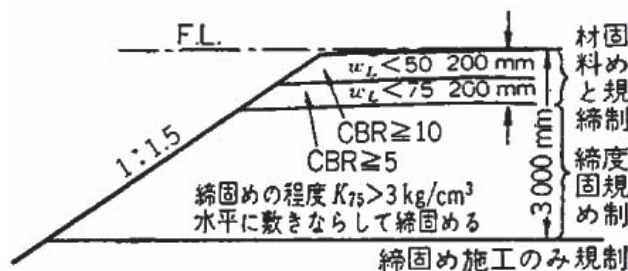 F.L.
w_L<50 200 mm
w_L<75 200 mm
CBR≧10
CBR≧5
1:1.5
締固めの程度 K₇₅>3 kg/cm³
水平に敷きならして締固める
3 000 mm
材料と締
固め規制
締固め
度規制
締固め施工のみ規制